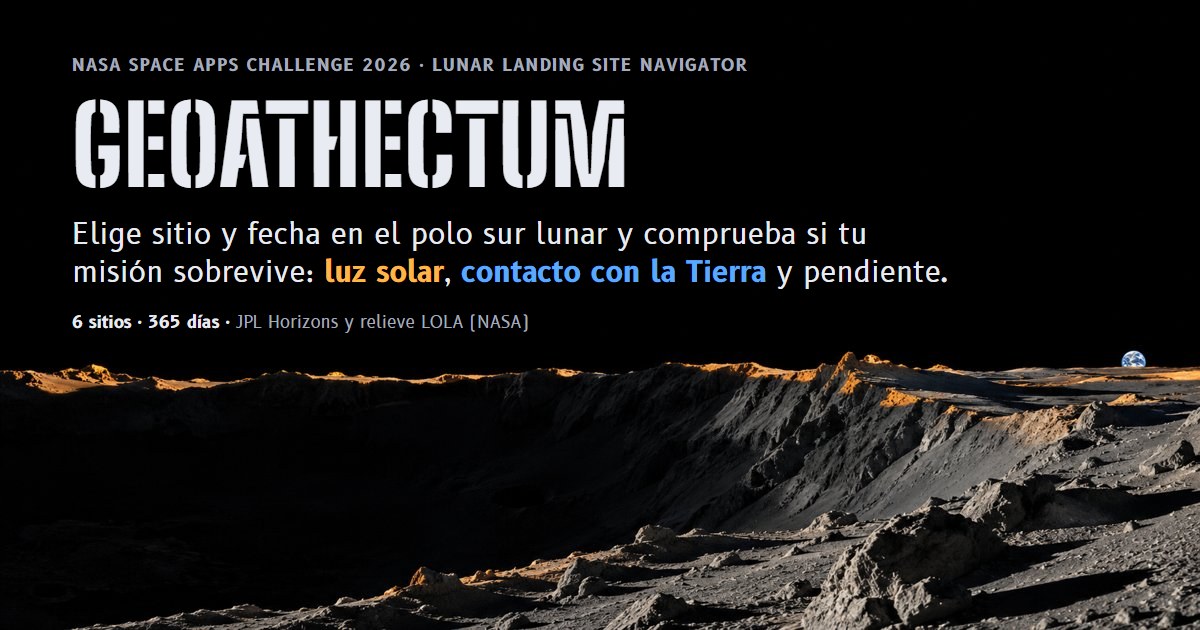 NASA SPACE APPS CHALLENGE 2026 · LUNAR LANDING SITE NAVIGATOR
GEOATHECTUM
Elige sitio y fecha en el polo sur lunar y comprueba si tu
misión sobrevive: luz solar, contacto con la Tierra y pendiente.
6 sitios · 365 días · JPL Horizons y relieve LOLA (NASA)